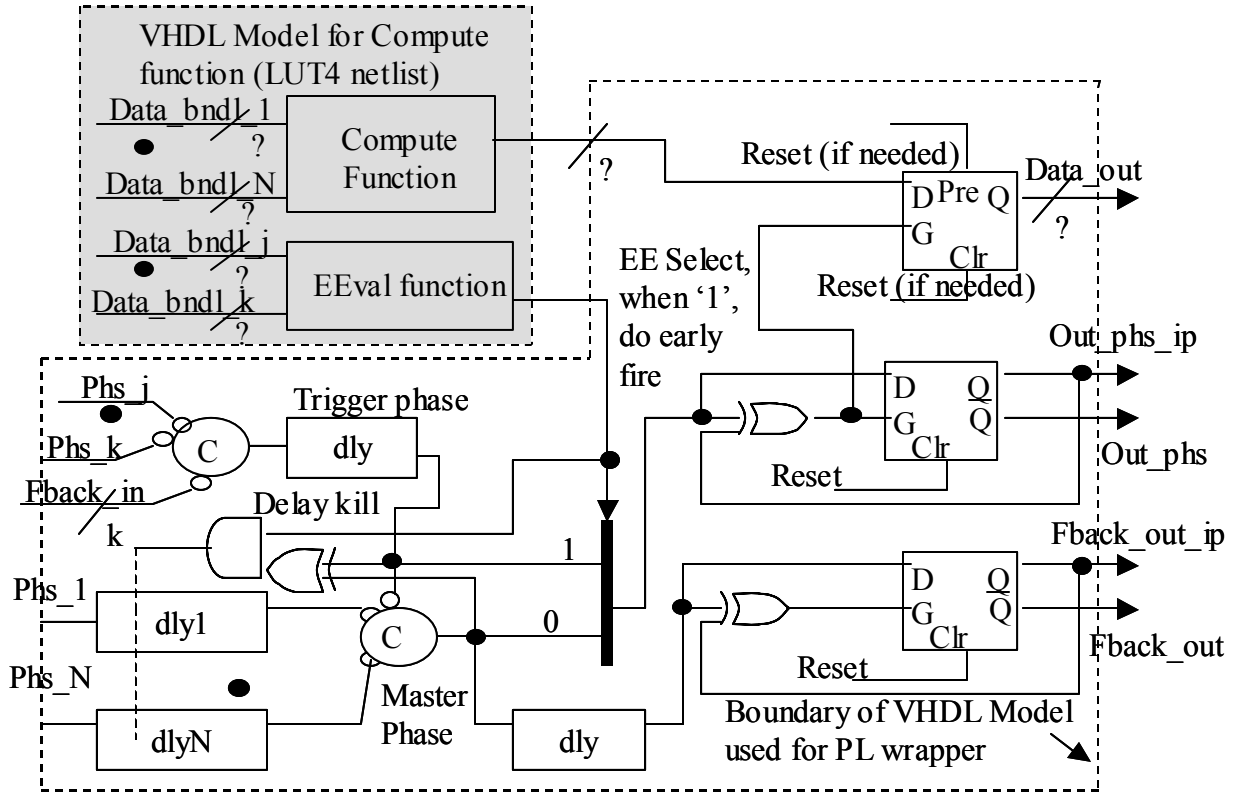 VHDL Model for Compute
function (LUT4 netlist)
Data_bndl_1
?
Data_bndl_N
?
Compute
Function
?
Data_bndl_j
?
Data_bndl_k
?
EEval function
Reset (if needed)
D Pre Q
G
Clr
Reset (if needed)
Data_out
?
EE Select,
when ‘1’,
do early
fire
Phs_j
Phs_k
Fback_in
k
C
Trigger phase
dly
Delay kill
D Q
G Q
Clr
Reset
Out_phs_ip
Out_phs
Phs_1
dly1
Phs_N
dlyN
C
Master
Phase
1
0
dly
D Q
G Q
Clr
Reset
Fback_out_ip
Fback_out
Boundary of VHDL Model
used for PL wrapper